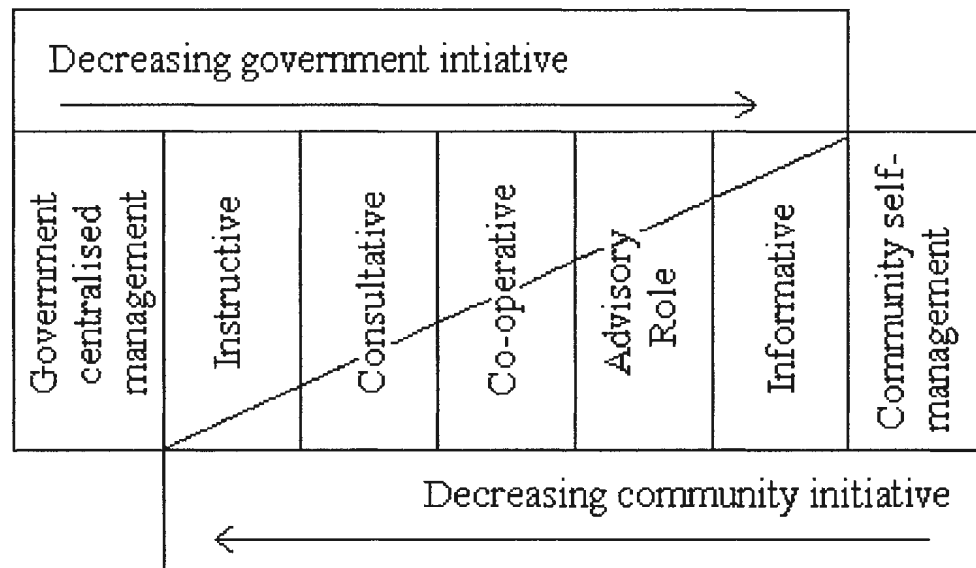 Decreasing government intiative
Government
centralised
management
Instructive
Consultative
Co-operative
Advisory
Role
Informative
Community self-
management
Decreasing community initiative